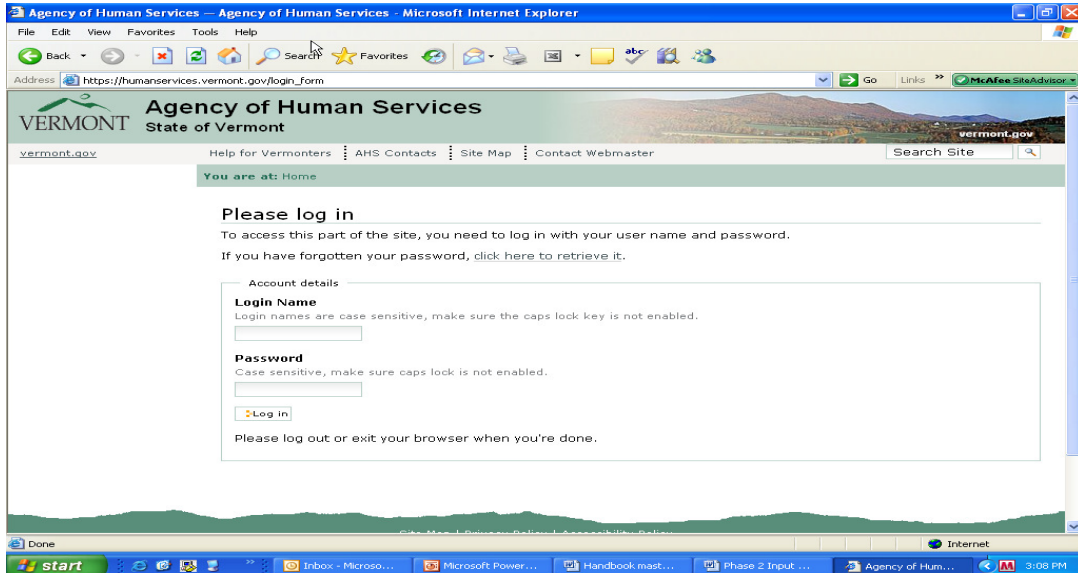 Agency of Human Services — Agency of Human Services - Microsoft Internet Explorer
File Edit View Favorites Tools Help
Back Search Favorites abc
Address https://humanservices.vermont.gov/login_form Go Links » McAfee SiteAdvisor
VERMONT Agency of Human Services
State of Vermont
vermont.gov
vermont.gov Help for Vermonters AHS Contacts Site Map Contact Webmaster Search Site
You are at: Home
Please log in
To access this part of the site, you need to log in with your user name and password.
If you have forgotten your password, click here to retrieve it.
Account details
Login Name
Login names are case sensitive, make sure the caps lock key is not enabled.
Password
Case sensitive, make sure caps lock is not enabled.
Log in
Please log out or exit your browser when you're done.
Site Map | Privacy Policy | Accessibility Policy
Done Internet
start » Inbox - Microso... Microsoft Power... Handbook mast... Phase 2 Input ... Agency of Hum... M 3:08 PM